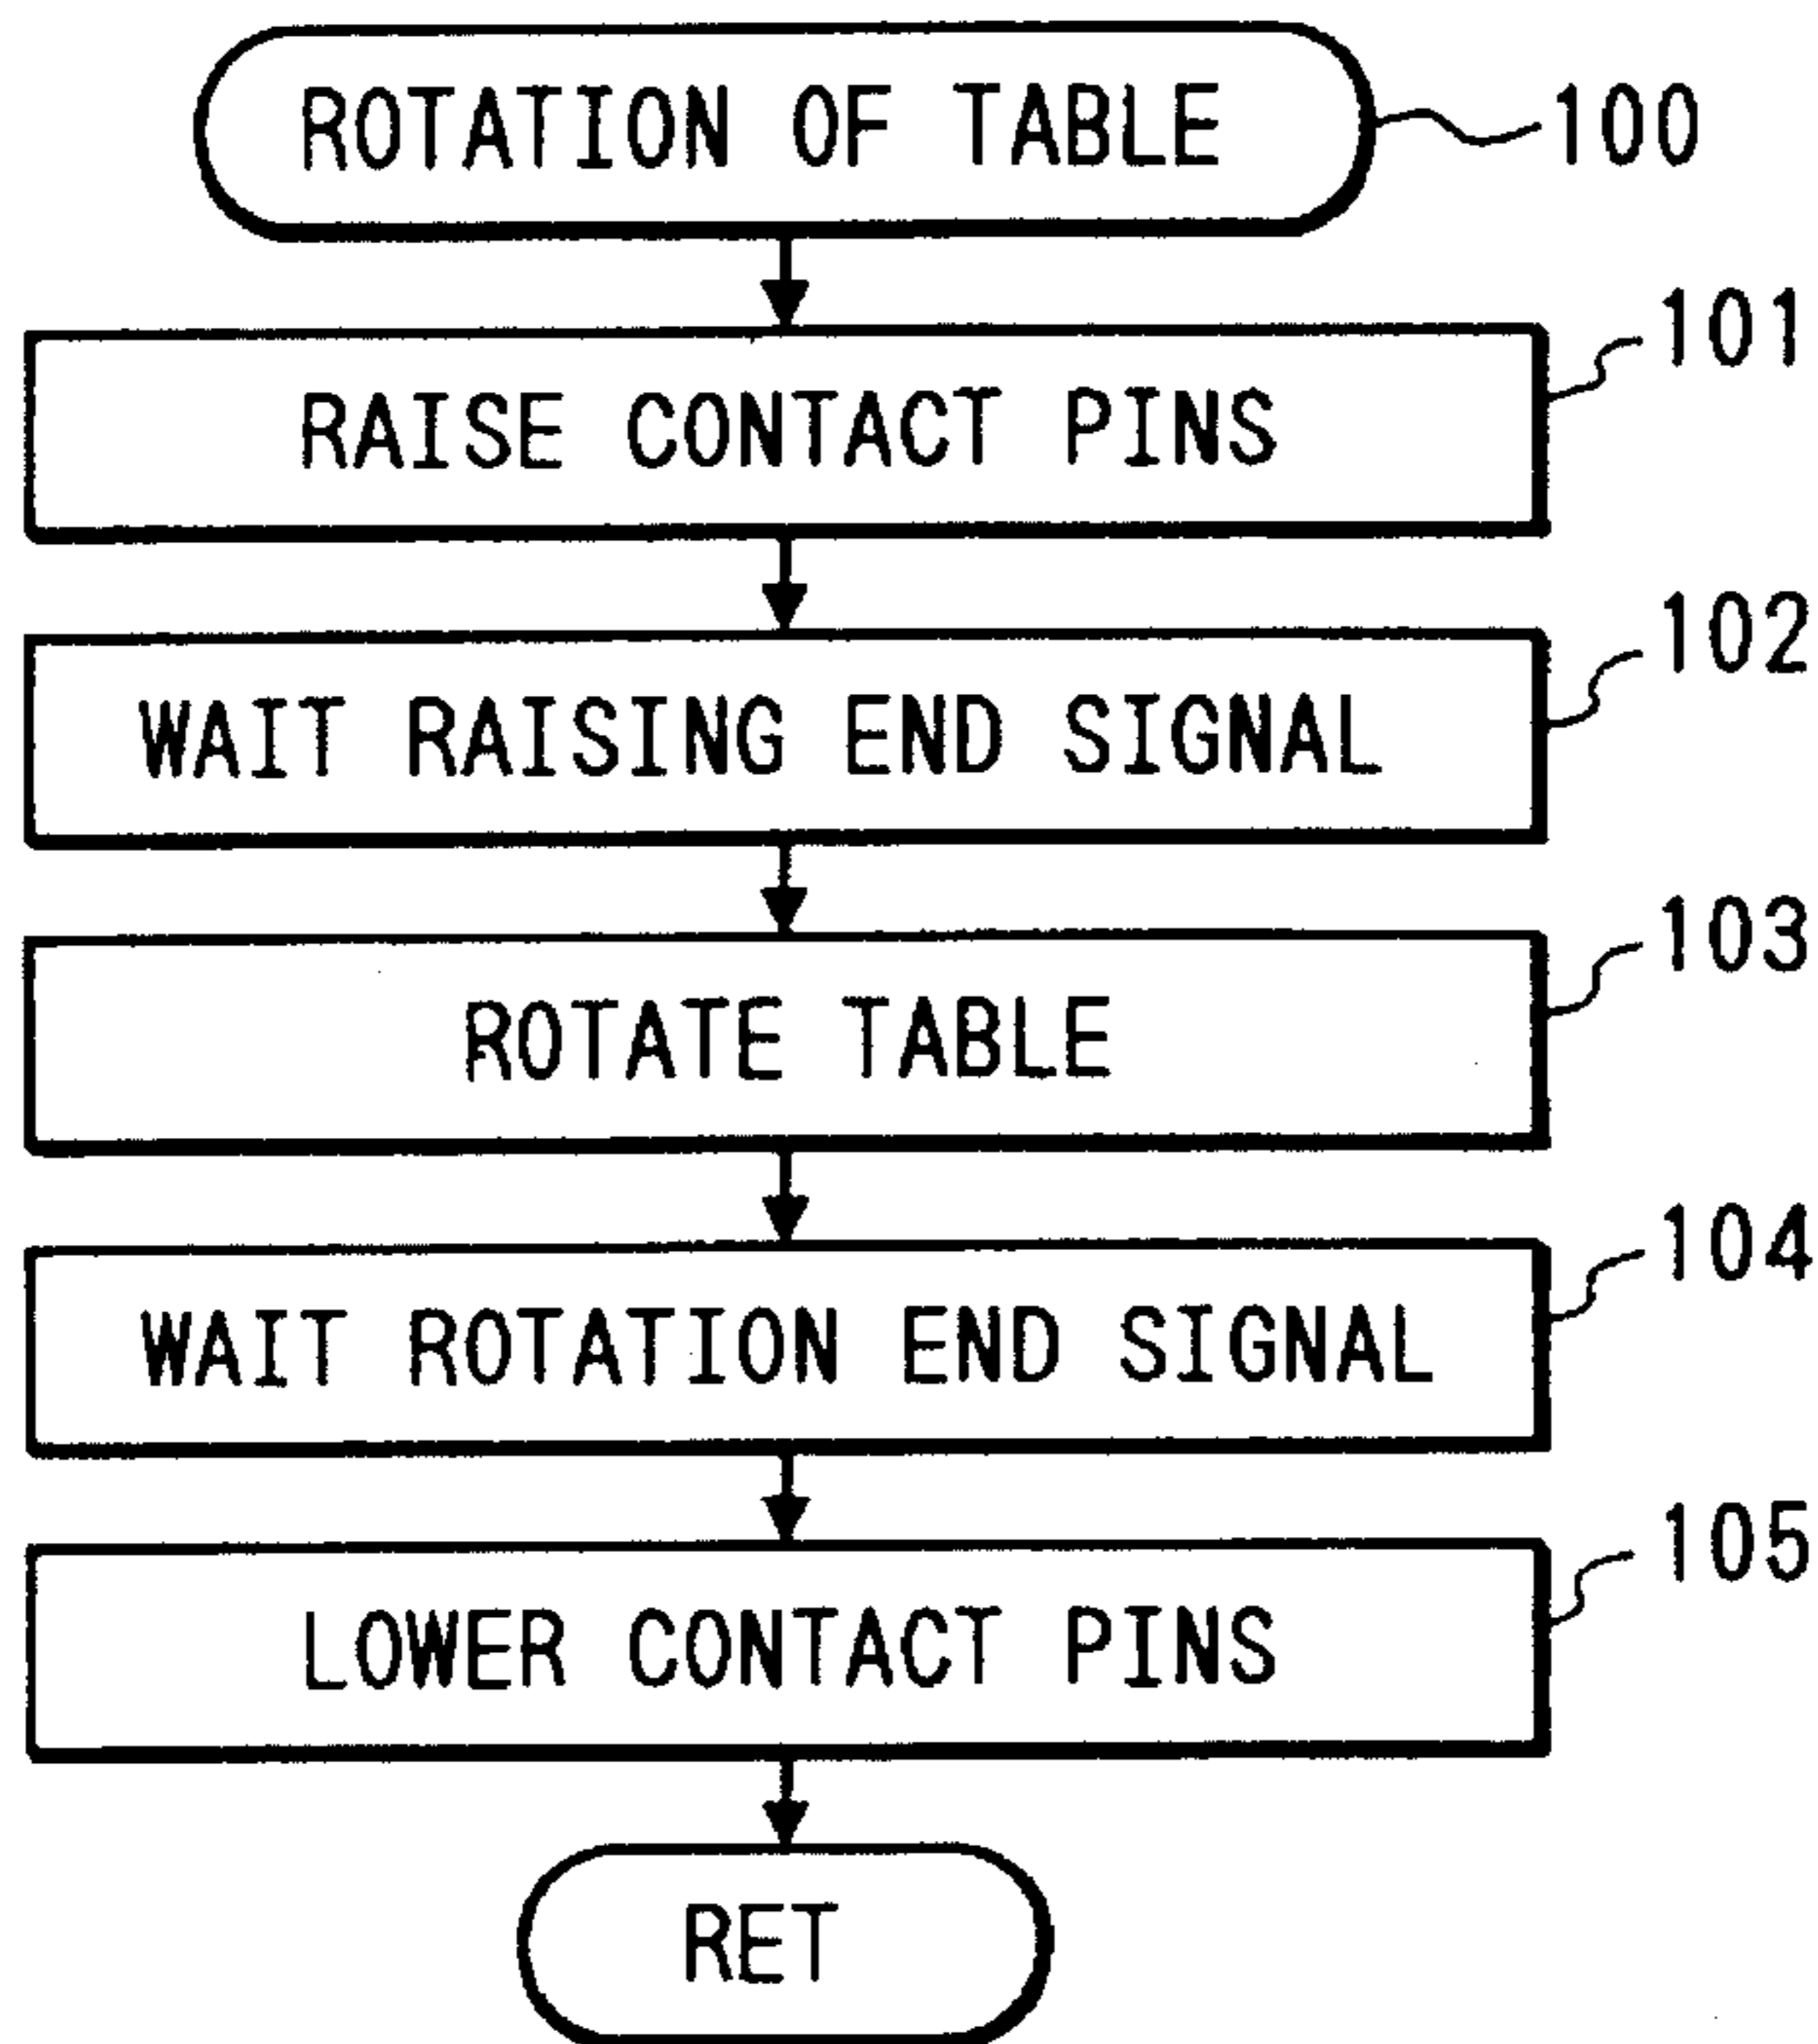 ROTATION OF TABLE
100
RAISE CONTACT PINS
101
WAIT RAISING END SIGNAL
102
ROTATE TABLE
103
WAIT ROTATION END SIGNAL
104
LOWER CONTACT PINS
105
RET